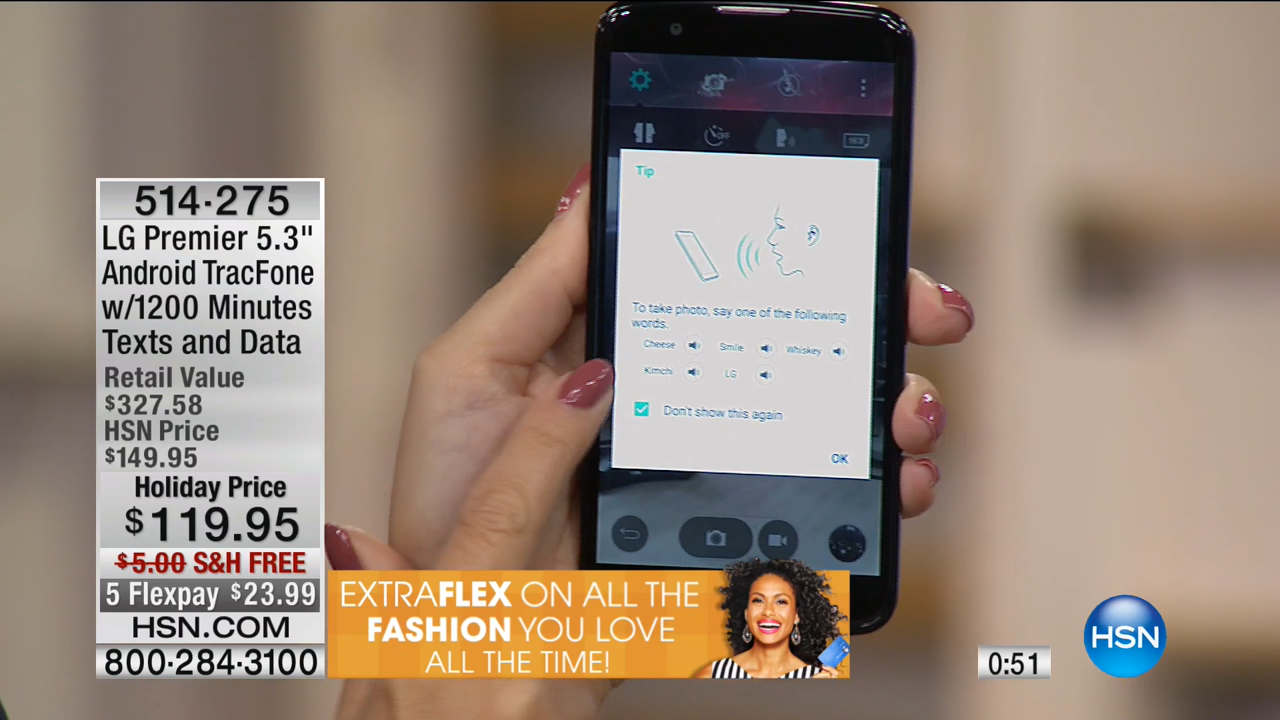 514·275
LG Premier 5.3"
Android TracFone
w/1200 Minutes
Texts and Data
Retail Value
$327.58
HSN Price
$149.95
Holiday Price
$119.95
$5.00 S&H FREE
5 Flexpay $23.99
HSN.COM
800·284·3100
Tip
To take photo, say one of the following
words.
Cheese Smile Whiskey
Kimchi LG
Don't show this again
OK
EXTRAFLEX ON ALL THE
FASHION YOU LOVE
ALL THE TIME!
0:51
HSN